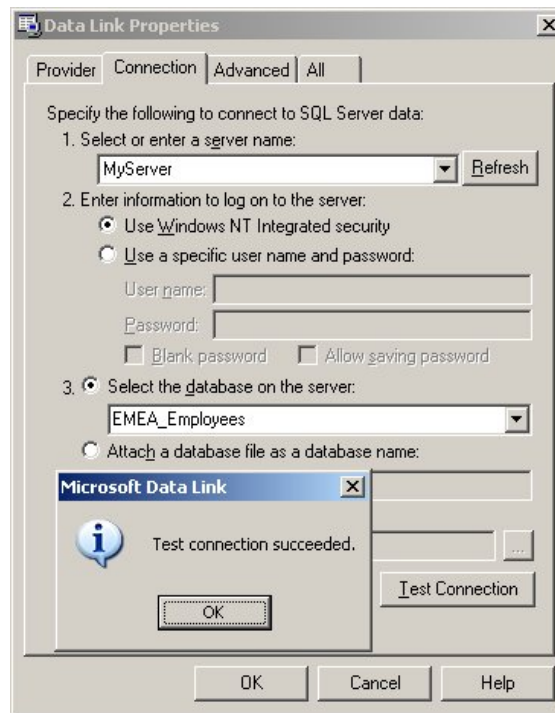 Data Link Properties
Provider Connection Advanced All
Specify the following to connect to SQL Server data:
1. Select or enter a server name:
MyServer Refresh
2. Enter information to log on to the server:
Use Windows NT Integrated security
Use a specific user name and password:
User name:
Password:
Blank password Allow saving password
3. Select the database on the server:
EMEA_Employees
Attach a database file as a database name:
Microsoft Data Link
Test connection succeeded.
OK
...
Test Connection
OK Cancel Help